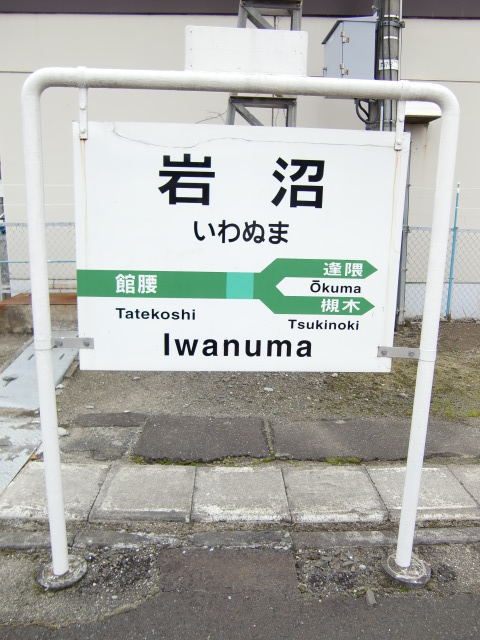 岩沼
いわぬま
館腰
Tatekoshi
逢隈
Ōkuma
槻木
Tsukinoki
Iwanuma